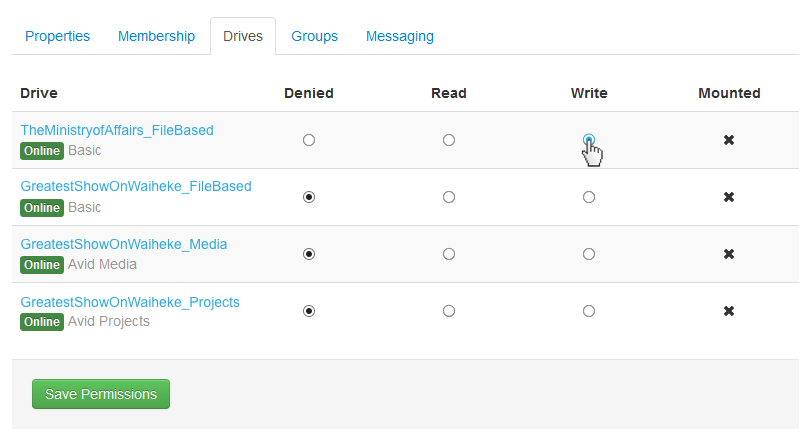 Properties Membership Drives Groups Messaging
Drive Denied Read Write Mounted
TheMinistryofAffairs_FileBased
Online Basic
GreatestShowOnWaiheke_FileBased
Online Basic
GreatestShowOnWaiheke_Media
Online Avid Media
GreatestShowOnWaiheke_Projects
Online Avid Projects
Save Permissions